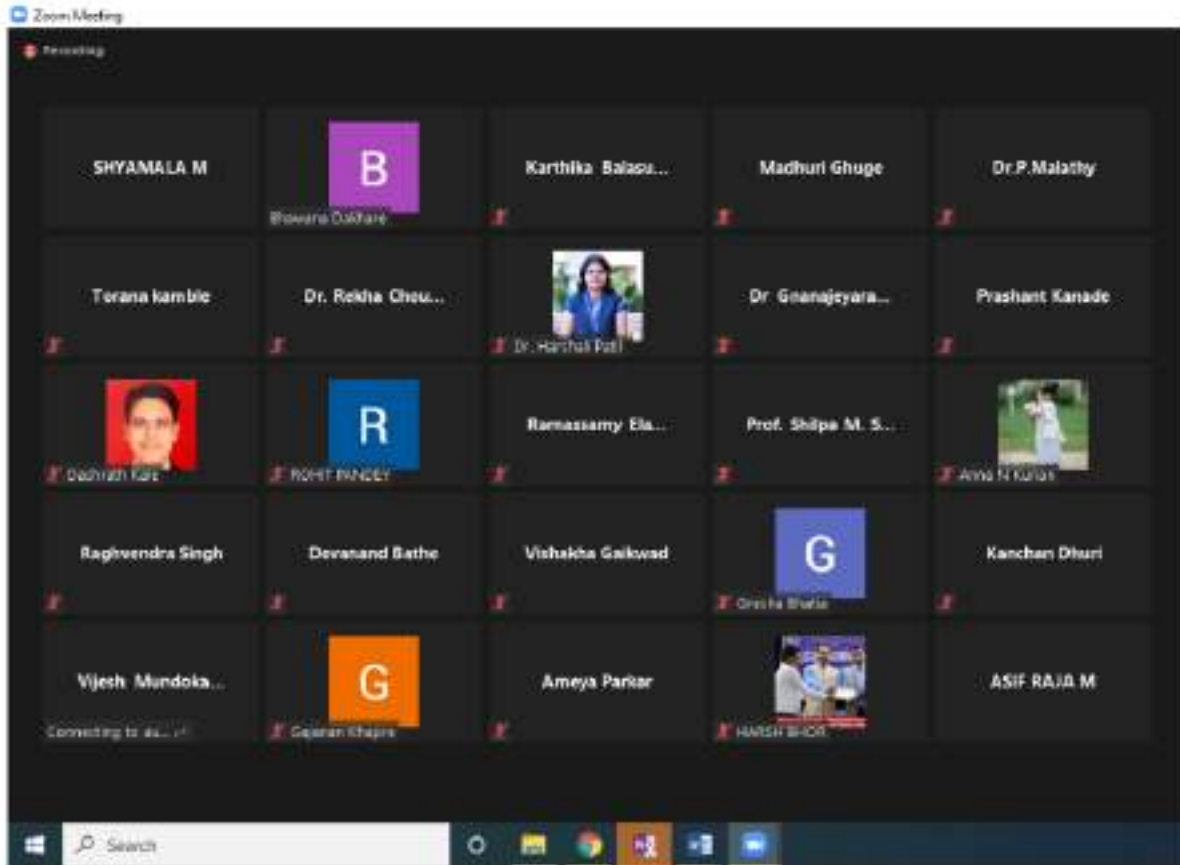 Zoom Meeting
Recording
SHYAMALA M
B
Bhawana Dakhare
Karthika Balasu...
Madhuri Ghuge
Dr.P.Malathy
Torana kamble
Dr. Rekha Chou...
Dr. Harshali Patil
Dr Gnanajeyara...
Prashant Kanade
Dashrath Kale
R
ROHIT PANDEY
Ramassamy Ela...
Prof. Shilpa M. S...
Anna N Kurian
Raghvendra Singh
Devanand Bathe
Vishakha Gaikwad
G
Bhatia
Kanchan Dhuri
Vijesh Mundoka...
Connecting to au...
G
Gajanan Khapre
Ameya Parkar
HARSH BHOR
ASIF RAJA M
Search